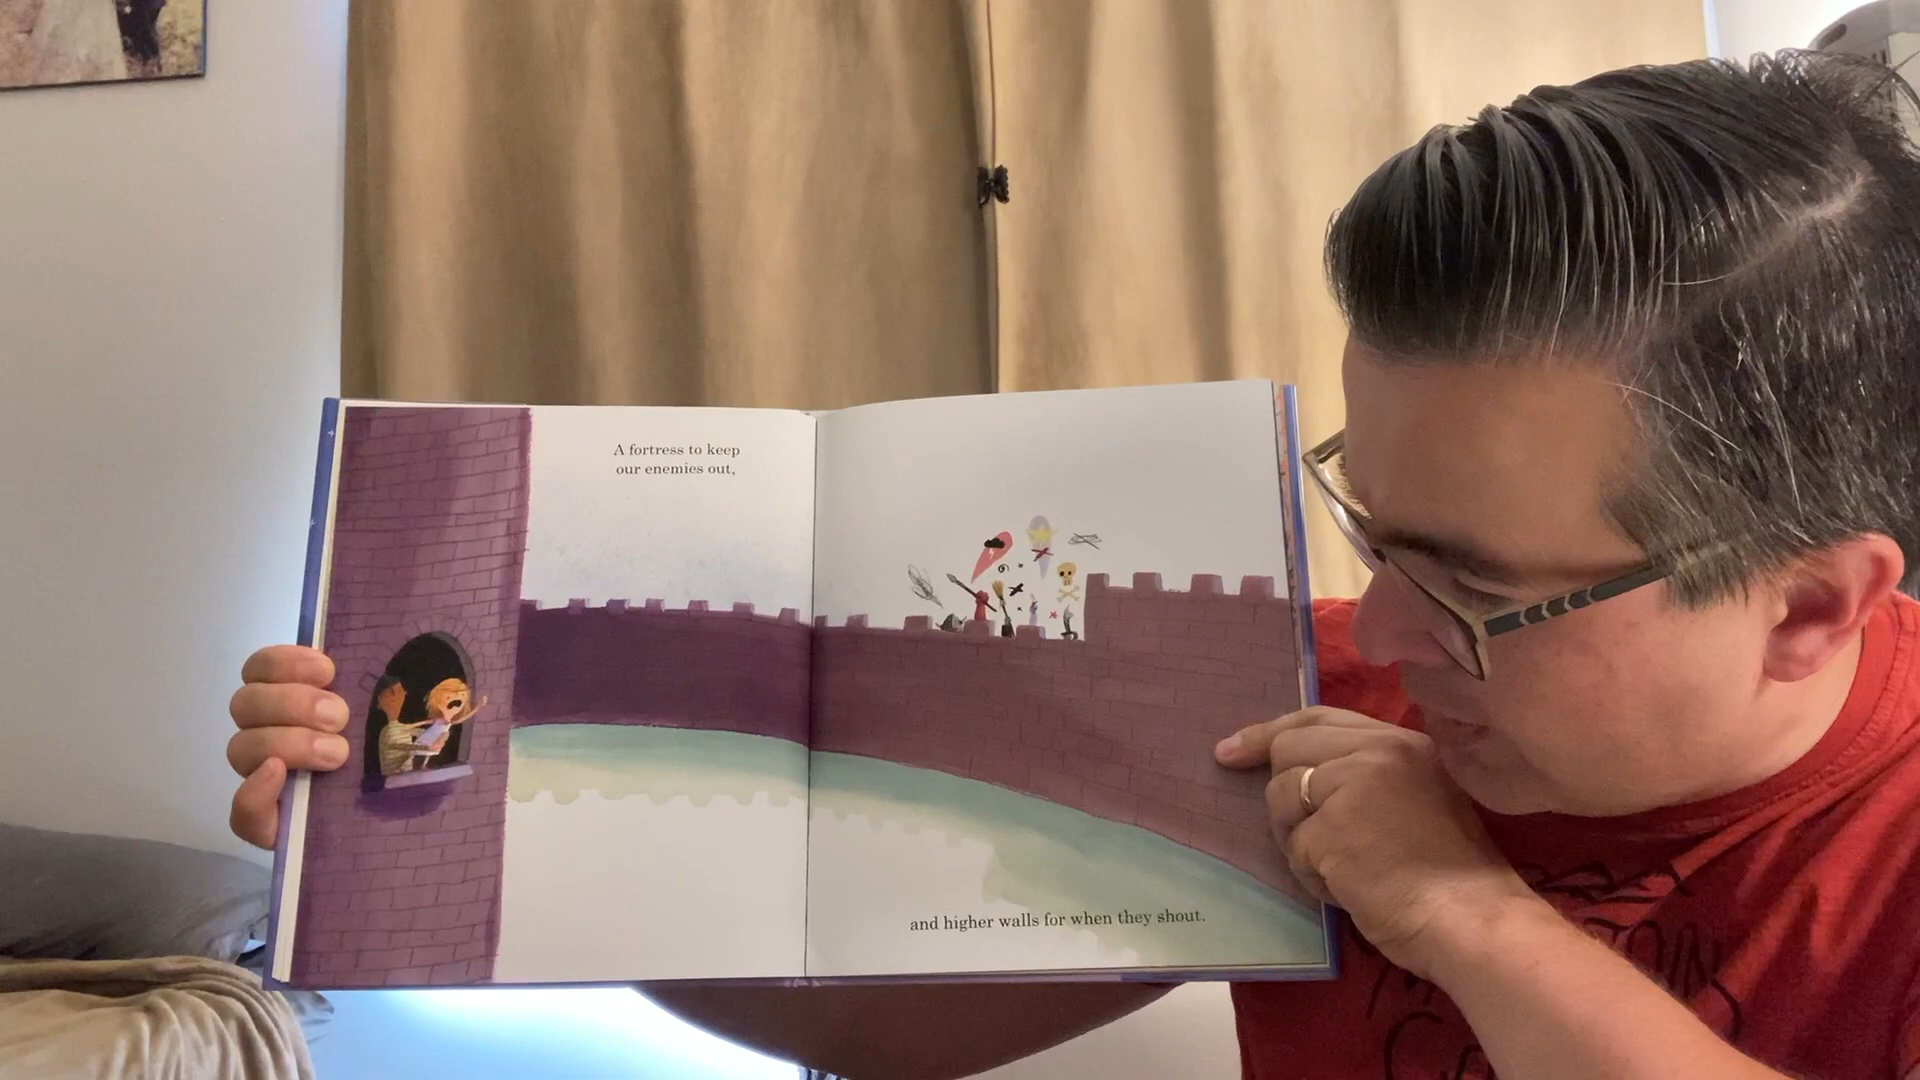 A fortress to keep
our enemies out,
and higher walls for when they shout.